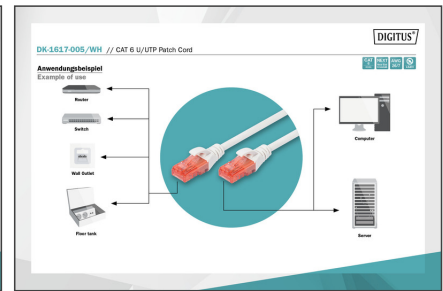 DIGITUS®
DK-1617-005/WH // CAT 6 U/UTP Patch Cord
Anwendungsbeispiel
Example of use
Router
Switch
Wall Outlet
Floor tank
Computer
Server